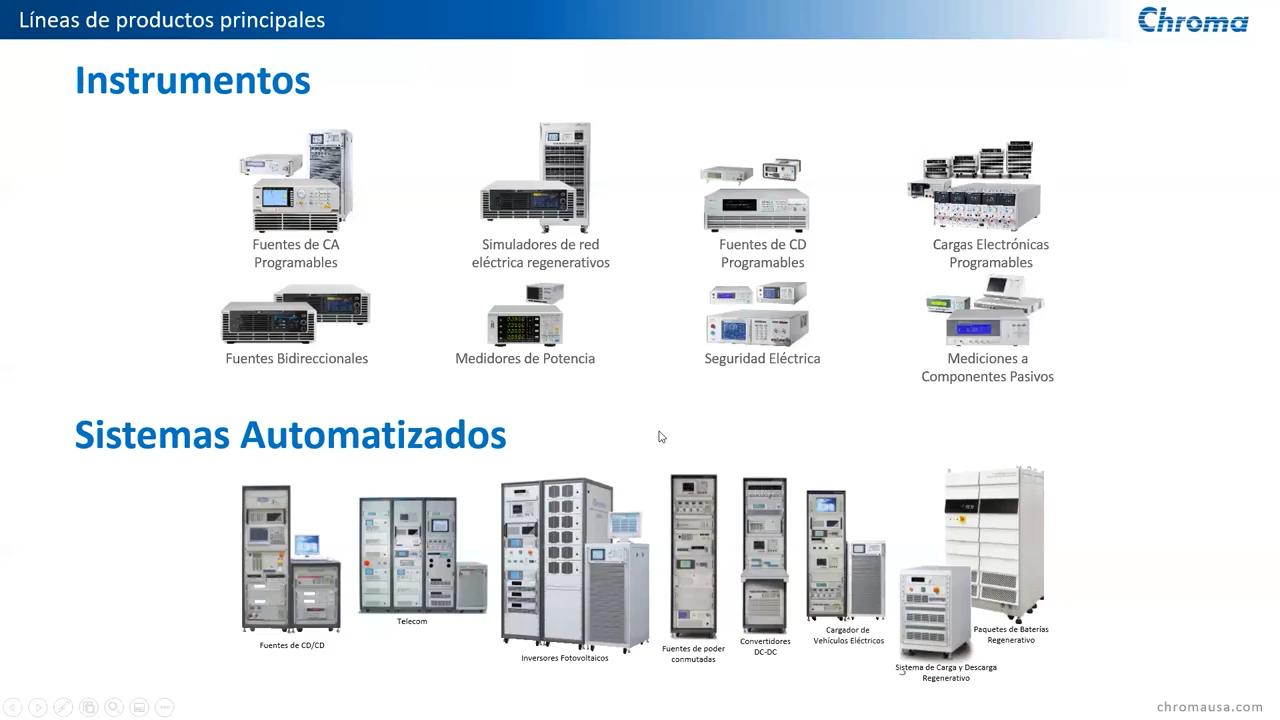 Líneas de productos principales
Chroma
Instrumentos
Fuentes de CA
Programables
Simuladores de red
eléctrica regenerativos
Fuentes de CD
Programables
Cargas Electrónicas
Programables
Fuentes Bidireccionales
Medidores de Potencia
Seguridad Eléctrica
Mediciones a
Componentes Pasivos
Sistemas Automatizados
Fuentes de CD/CD
Telecom
Inversores Fotovoltaicos
Fuentes de poder
conmutadas
Convertidores
DC-DC
Cargador de
Vehículos Eléctricos
Sistema de Carga y Descarga
Regenerativo
Paquetes de Baterías
Regenerativo
3
chromausa.com